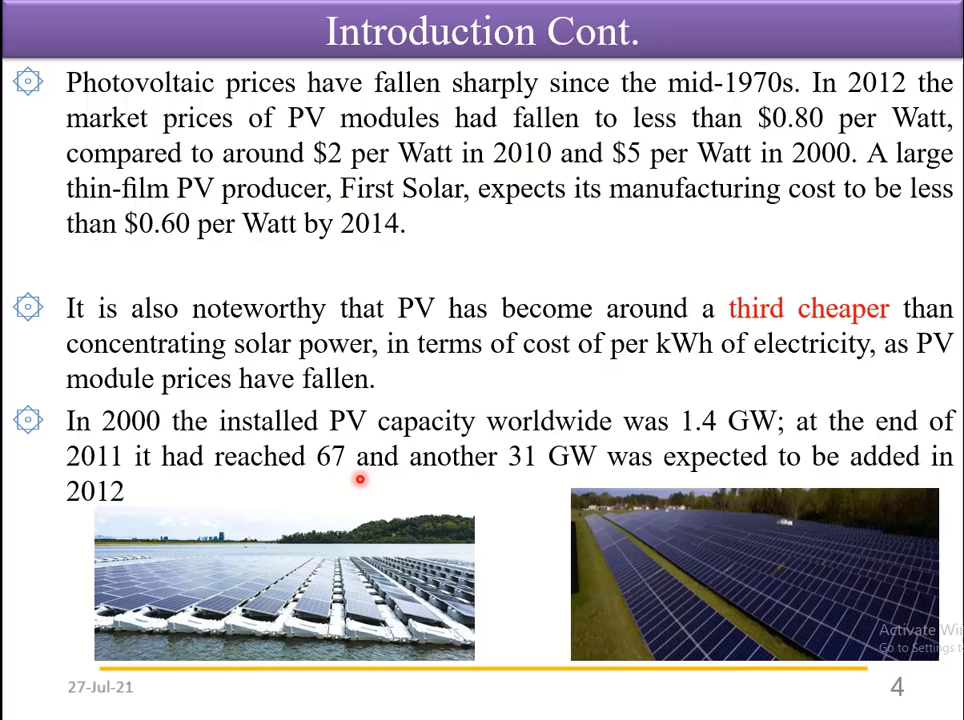 Introduction Cont.
Photovoltaic prices have fallen sharply since the mid-1970s. In 2012 the
market prices of PV modules had fallen to less than $0.80 per Watt,
compared to around $2 per Watt in 2010 and $5 per Watt in 2000. A large
thin-film PV producer, First Solar, expects its manufacturing cost to be less
than $0.60 per Watt by 2014.
It is also noteworthy that PV has become around a third cheaper than
concentrating solar power, in terms of cost of per kWh of electricity, as PV
module prices have fallen.
In 2000 the installed PV capacity worldwide was 1.4 GW; at the end of
2011 it had reached 67 and another 31 GW was expected to be added in
2012
Activate Win
Go to Settings t
27-Jul-21
4